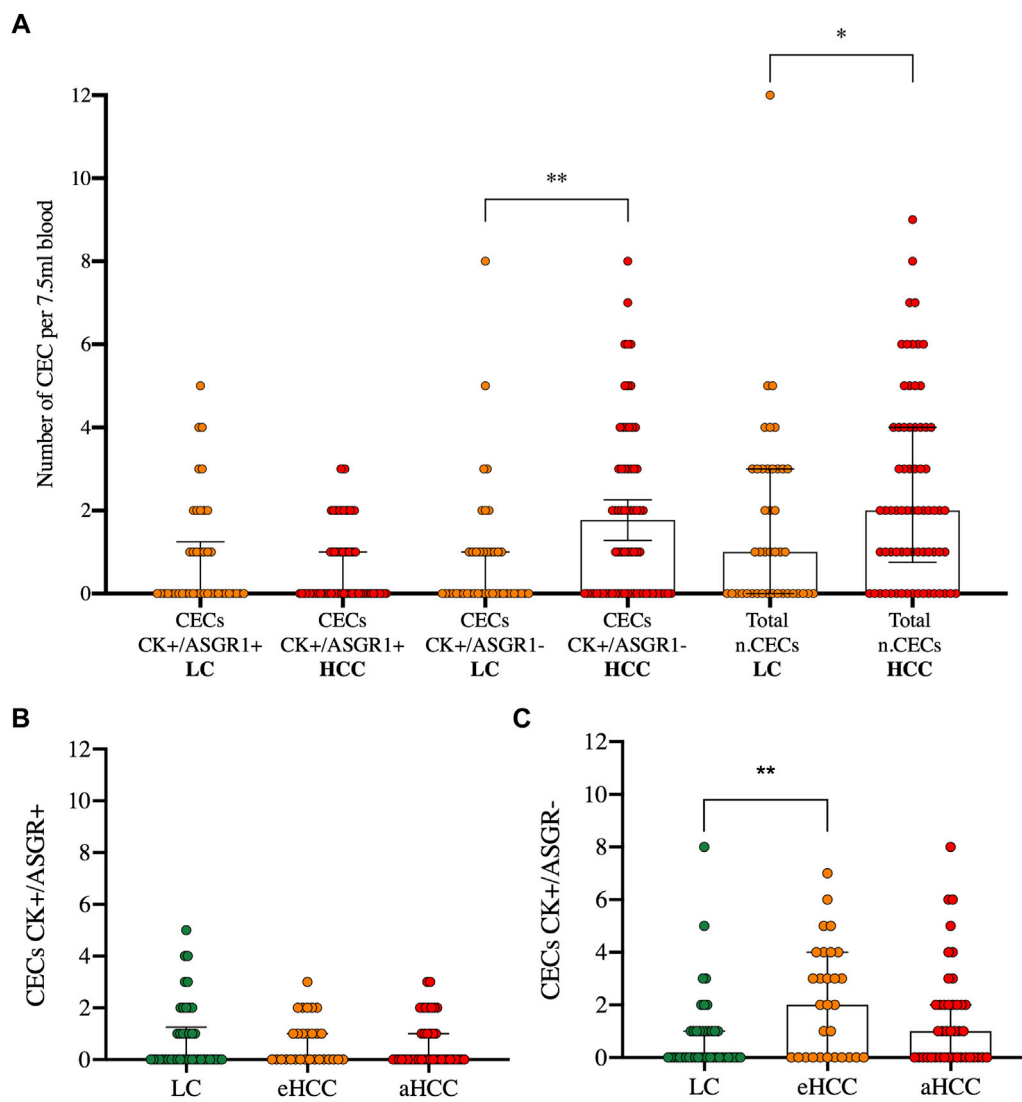 A
*
12
**
10
8
6
4
2
0
Number of CEC per 7.5ml blood
CECs CECs CECs CECs Total Total
CK+/ASGR1+ CK+/ASGR1+ CK+/ASGR1- CK+/ASGR1- n.CECs n.CECs
LC HCC LC HCC LC HCC
B
12
10
8
6
4
2
0
CECs CK+/ASGR+
LC eHCC aHCC
C
12
**
10
8
6
4
2
0
CECs CK+/ASGR-
LC eHCC aHCC